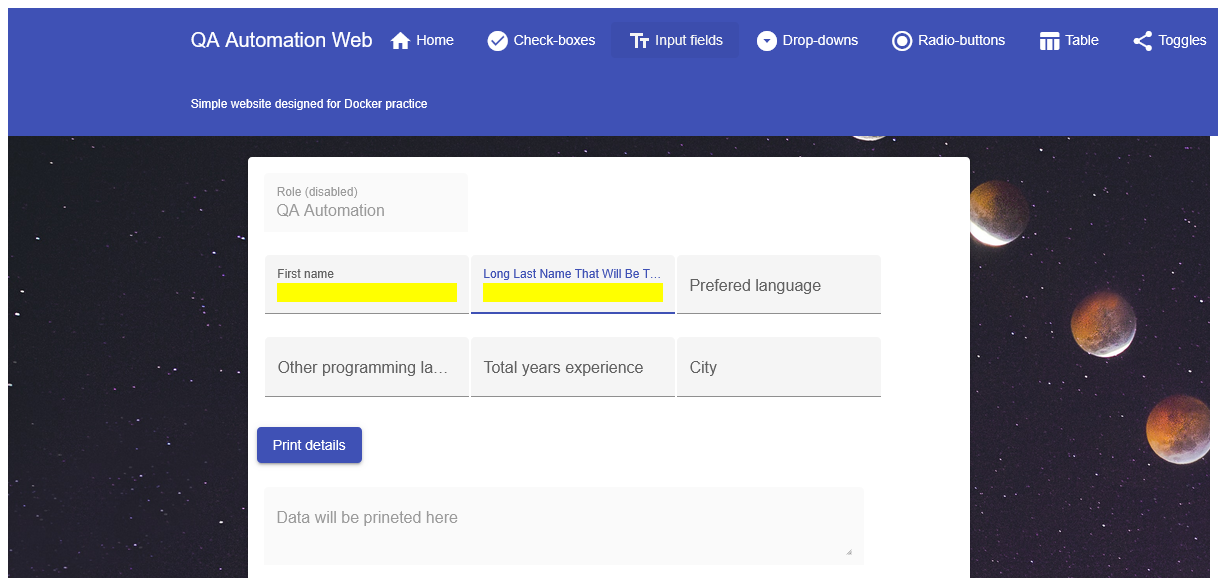 QA Automation Web Home Check-boxes Input fields Drop-downs Radio-buttons Table Toggles
Simple website designed for Docker practice
Role (disabled)
QA Automation
First name Long Last Name That Will Be T... Prefered language
Other programming la... Total years experience City
Print details
Data will be prineted here